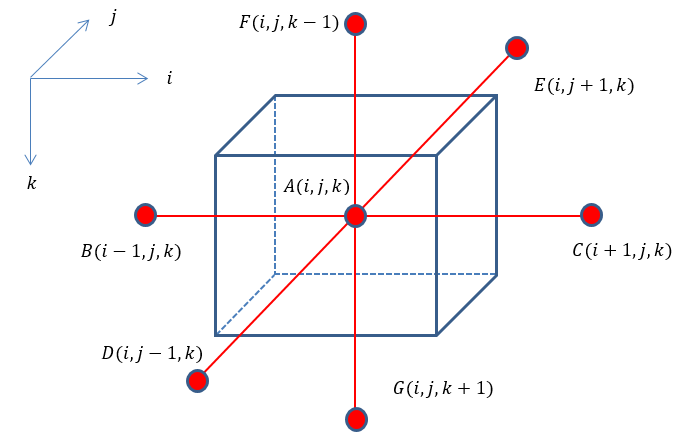 j
F(i, j, k − 1)
i
E(i, j + 1, k)
k
A(i, j, k)
B(i − 1, j, k)
C(i + 1, j, k)
D(i, j − 1, k)
G(i, j, k + 1)